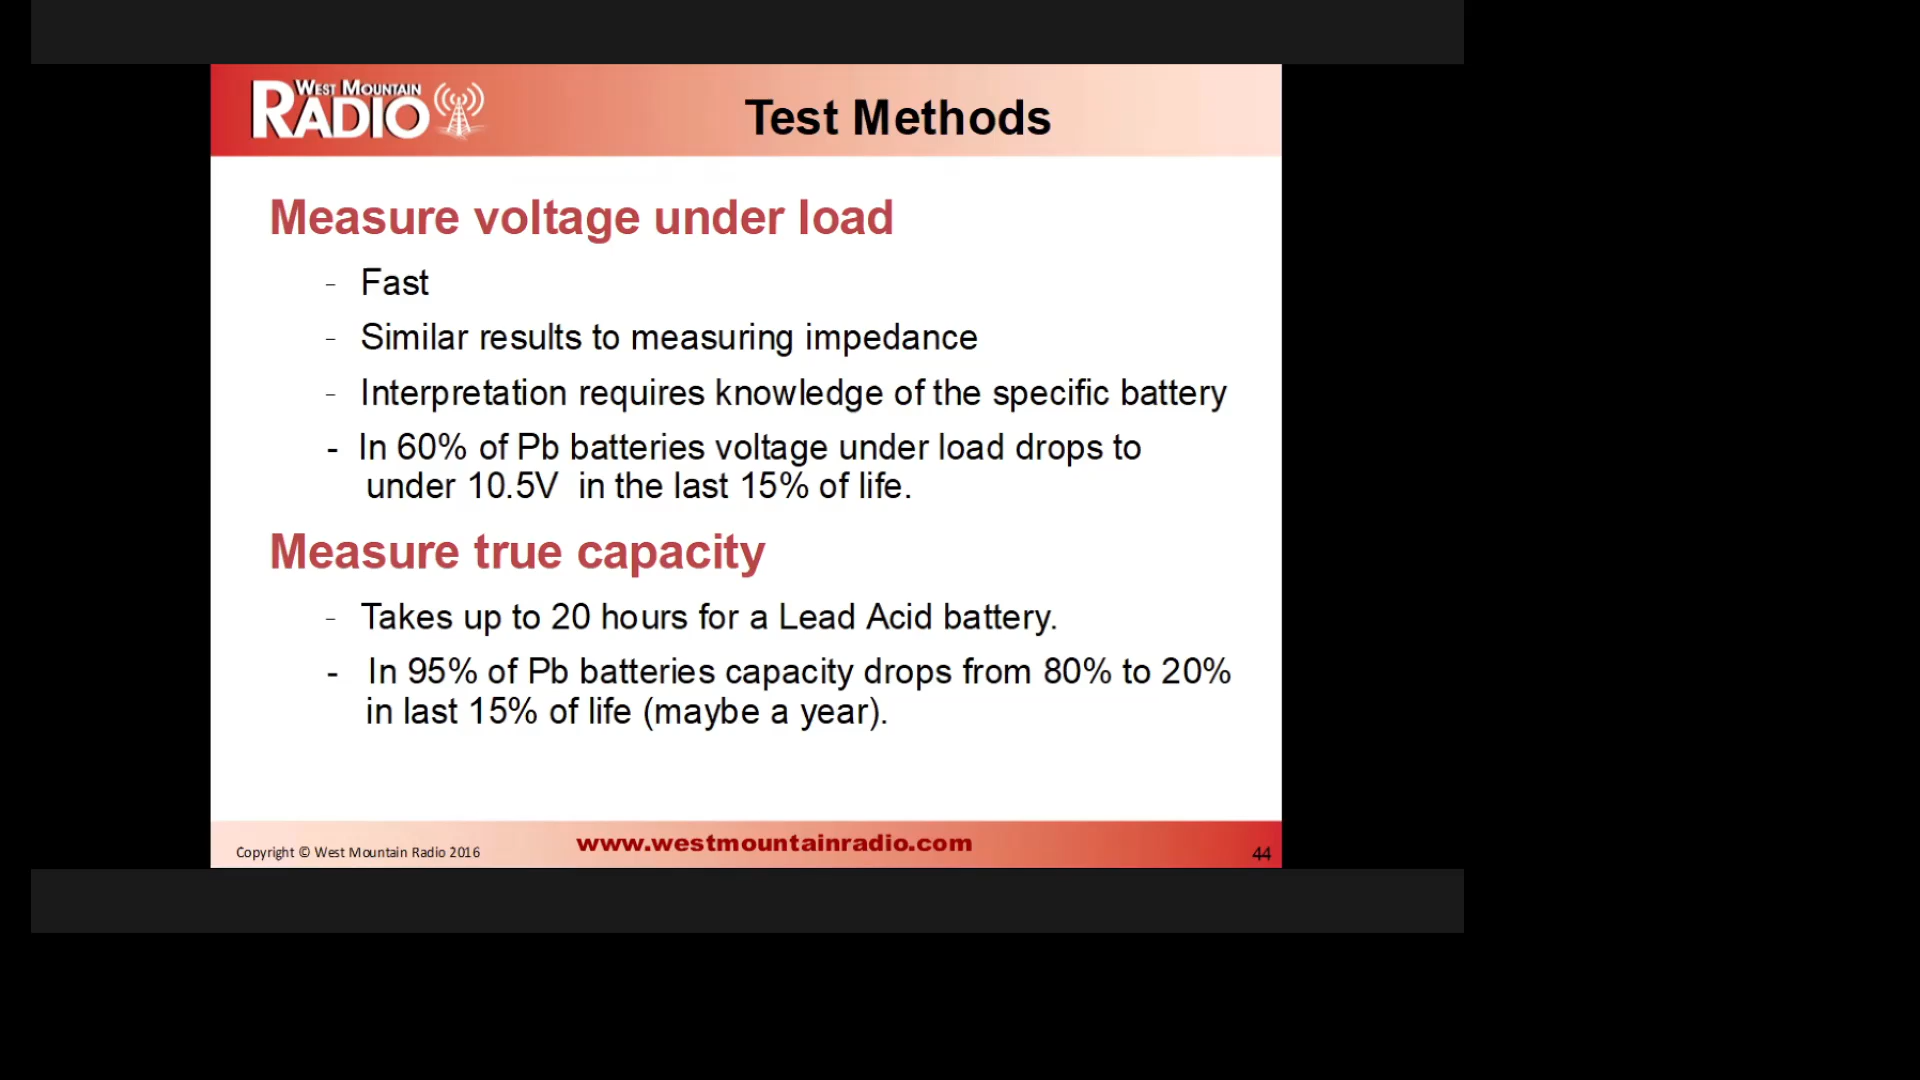 WEST MOUNTAIN
RADIO
Test Methods
Measure voltage under load
- Fast
- Similar results to measuring impedance
- Interpretation requires knowledge of the specific battery
- In 60% of Pb batteries voltage under load drops to
under 10.5V in the last 15% of life.
Measure true capacity
- Takes up to 20 hours for a Lead Acid battery.
- In 95% of Pb batteries capacity drops from 80% to 20%
in last 15% of life (maybe a year).
Copyright © West Mountain Radio 2016
www.westmountainradio.com
44